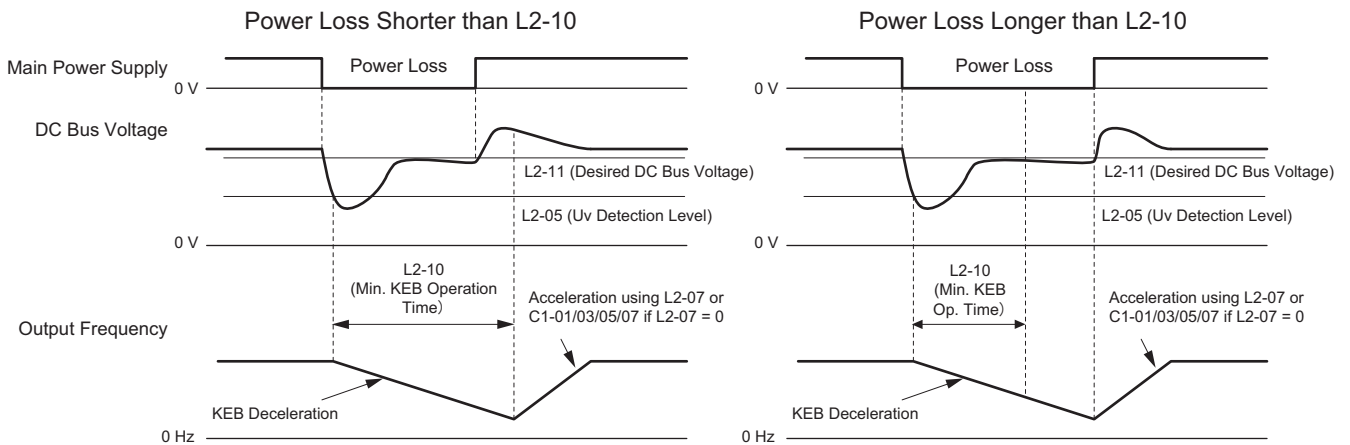 Power Loss Shorter than L2-10
Power Loss Longer than L2-10
Main Power Supply
Power Loss
0 V
DC Bus Voltage
L2-11 (Desired DC Bus Voltage)
L2-05 (Uv Detection Level)
0 V
L2-10
(Min. KEB Operation
Time)
Acceleration using L2-07 or
C1-01/03/05/07 if L2-07 = 0
Output Frequency
KEB Deceleration
0 Hz
Power Loss
0 V
L2-11 (Desired DC Bus Voltage)
L2-05 (Uv Detection Level)
0 V
L2-10
(Min. KEB
Op. Time)
Acceleration using L2-07 or
C1-01/03/05/07 if L2-07 = 0
KEB Deceleration
0 Hz